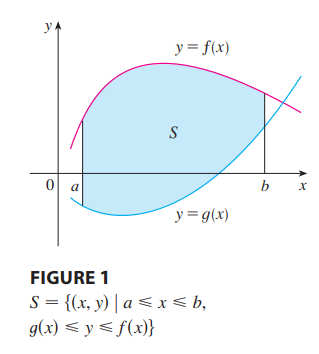 y
y = f(x)
S
0 a b x
y = g(x)
FIGURE 1
S = {(x, y) | a ⩽ x ⩽ b,
g(x) ⩽ y ⩽ f(x)}